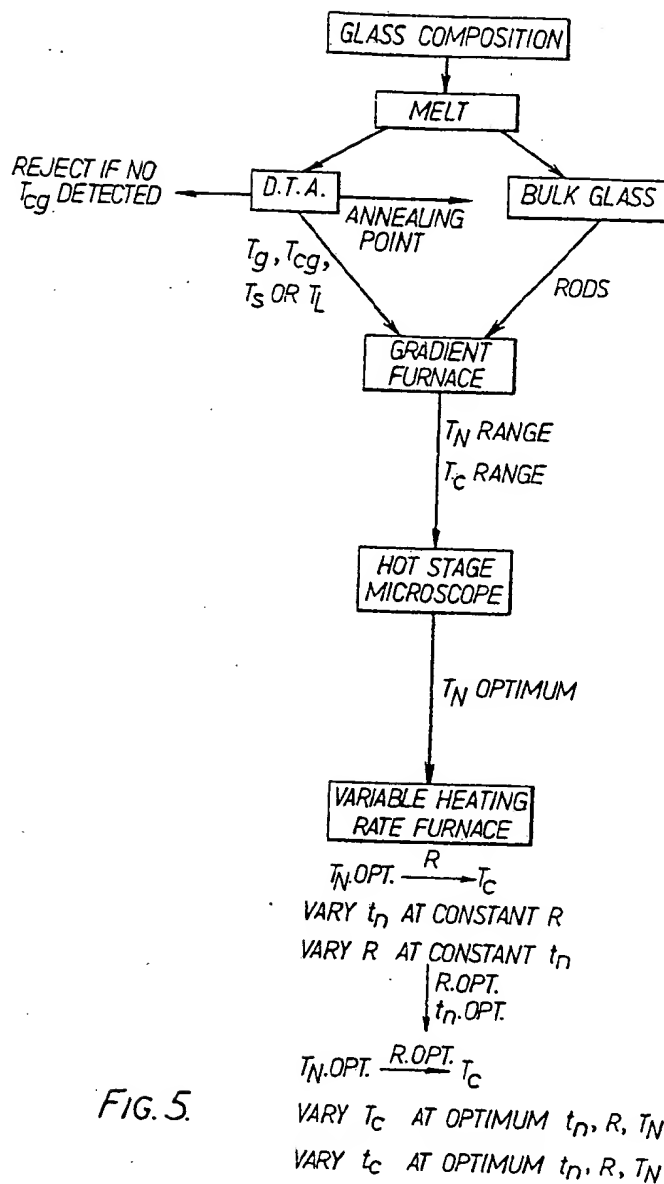 GLASS COMPOSITION
MELT
REJECT IF NO
Tcg DETECTED
D.T.A.
ANNEALING
POINT
BULK GLASS
Tg, Tcg,
Ts OR TL
RODS
GRADIENT
FURNACE
TN RANGE
Tc RANGE
HOT STAGE
MICROSCOPE
TN OPTIMUM
VARIABLE HEATING
RATE FURNACE
TN.OPT. R Tc
VARY tn AT CONSTANT R
VARY R AT CONSTANT tn
R.OPT.
tn.OPT.
TN.OPT. R.OPT. Tc
VARY Tc AT OPTIMUM tn, R, TN
VARY tc AT OPTIMUM tn, R, TN
FIG. 5.